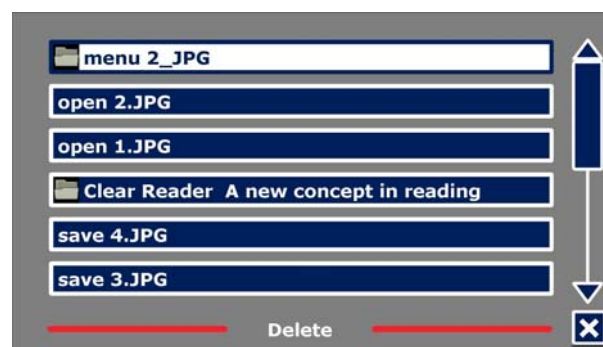 menu 2_JPG
open 2.JPG
open 1.JPG
Clear Reader A new concept in reading
save 4.JPG
save 3.JPG
Delete